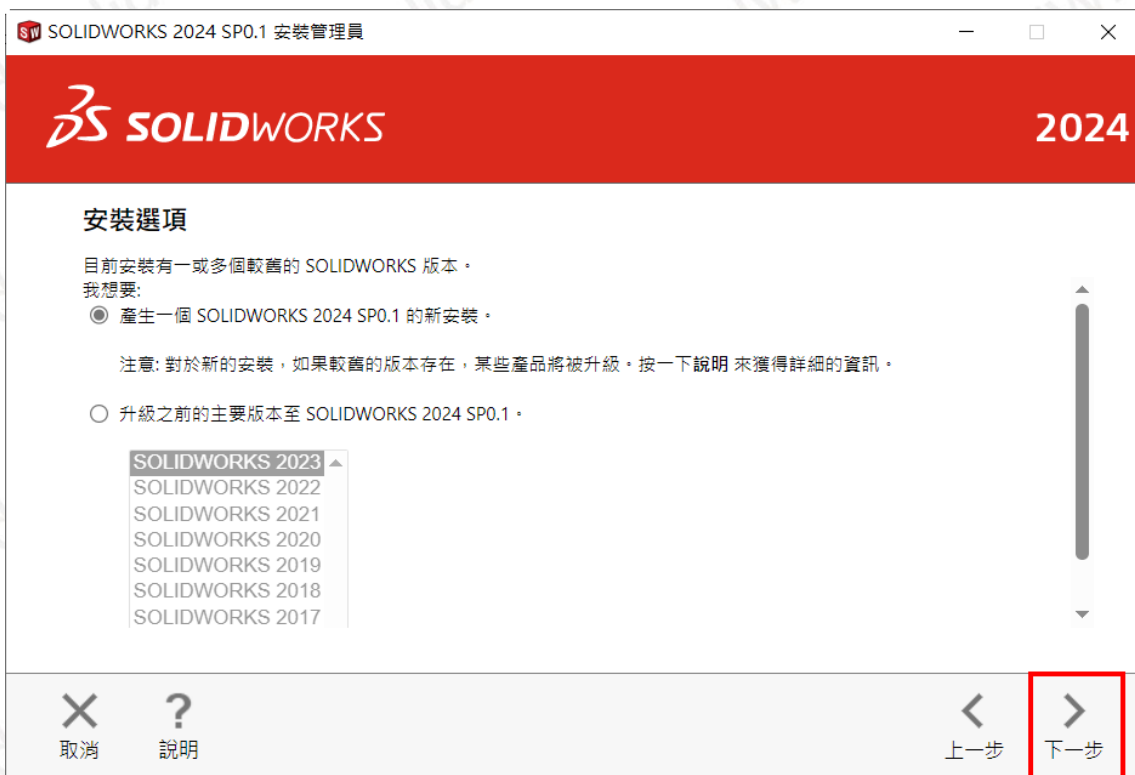 SOLIDWORKS 2024 SP0.1 安裝管理員
SOLIDWORKS
2024
安裝選項
目前安裝有一或多個較舊的 SOLIDWORKS 版本。
我想要:
產生一個 SOLIDWORKS 2024 SP0.1 的新安裝。
注意: 對於新的安裝，如果較舊的版本存在，某些產品將被升級。按一下說明 來獲得詳細的資訊。
升級之前的主要版本至 SOLIDWORKS 2024 SP0.1。
SOLIDWORKS 2023
SOLIDWORKS 2022
SOLIDWORKS 2021
SOLIDWORKS 2020
SOLIDWORKS 2019
SOLIDWORKS 2018
SOLIDWORKS 2017
取消
說明
上一步
下一步